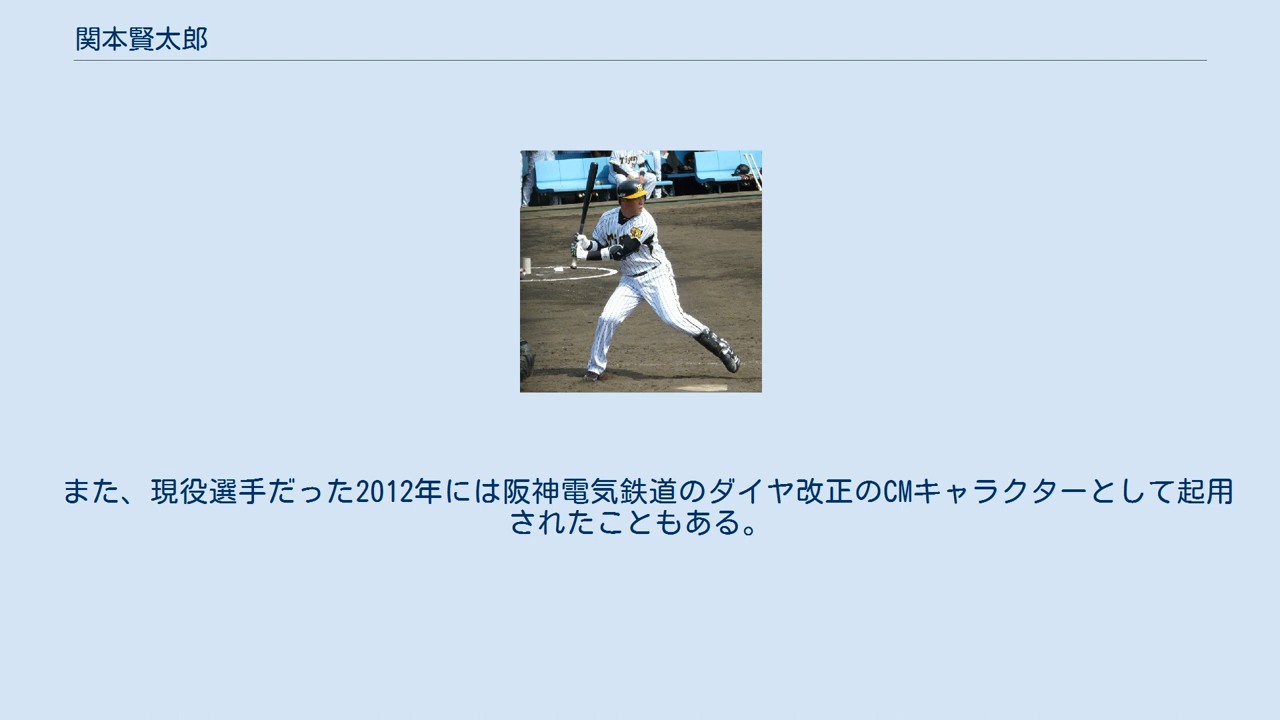 関本賢太郎
また、現役選手だった2012年には阪神電気鉄道のダイヤ改正のCMキャラクターとして起用
されたこともある。